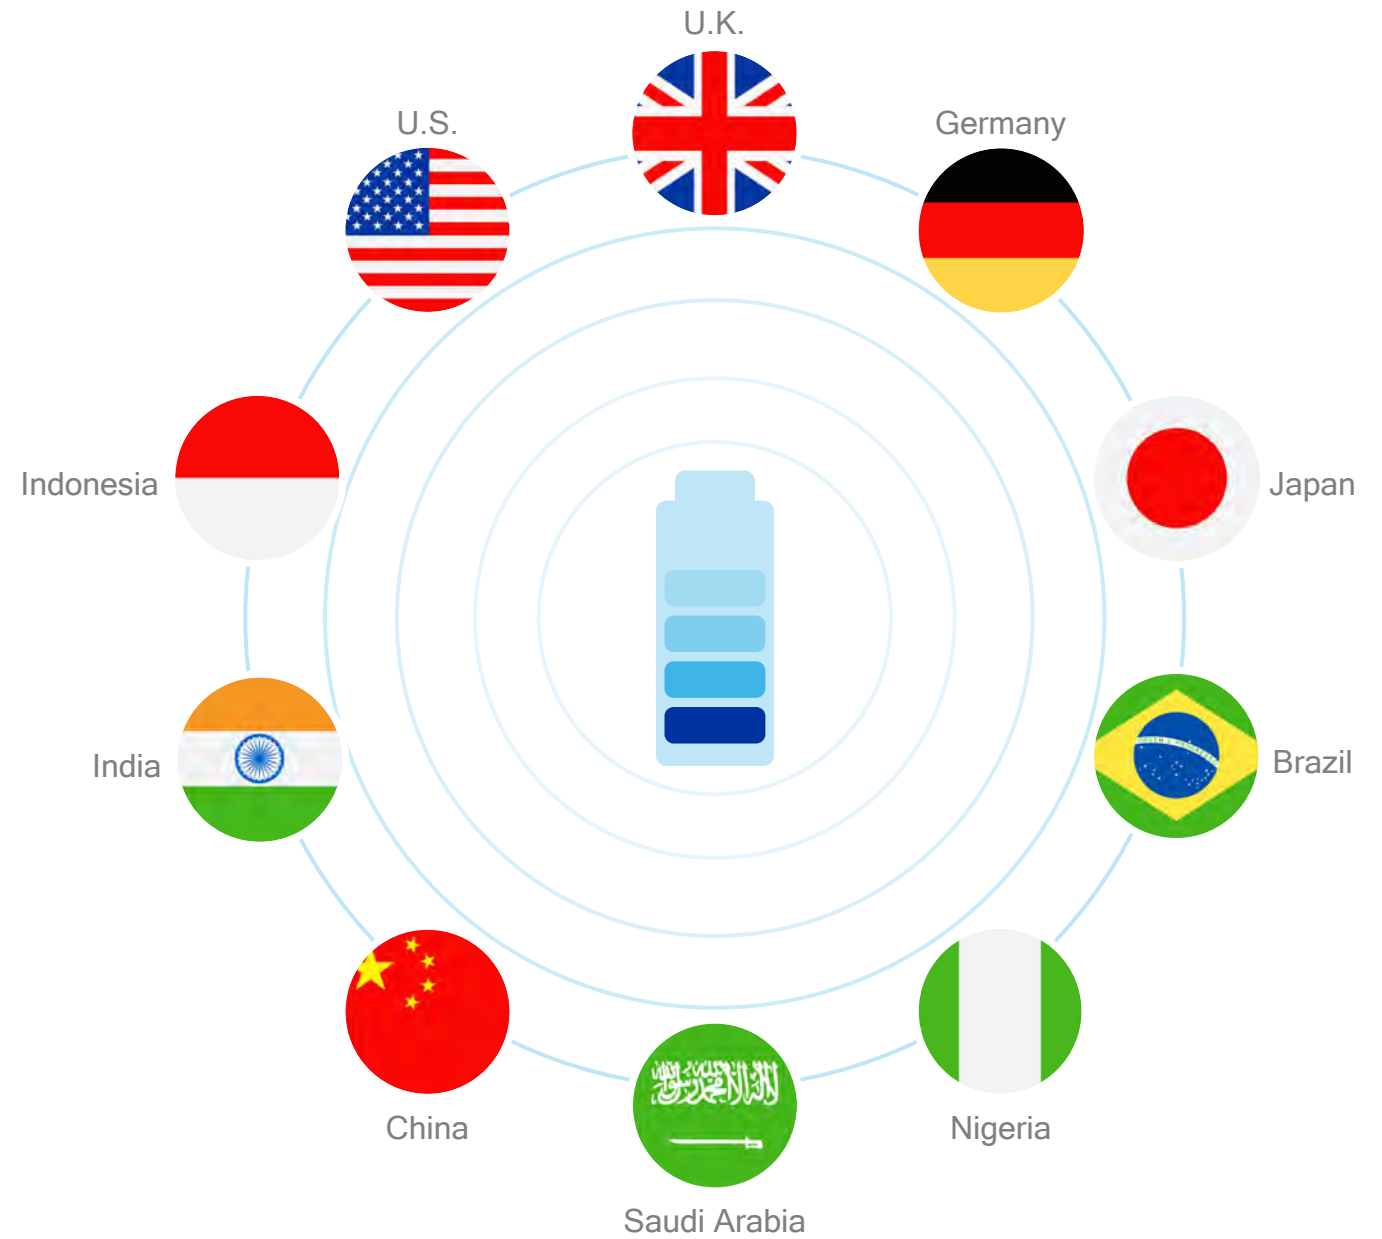 U.K.
U.S.
Germany
Indonesia
Japan
India
Brazil
China
Nigeria
Saudi Arabia